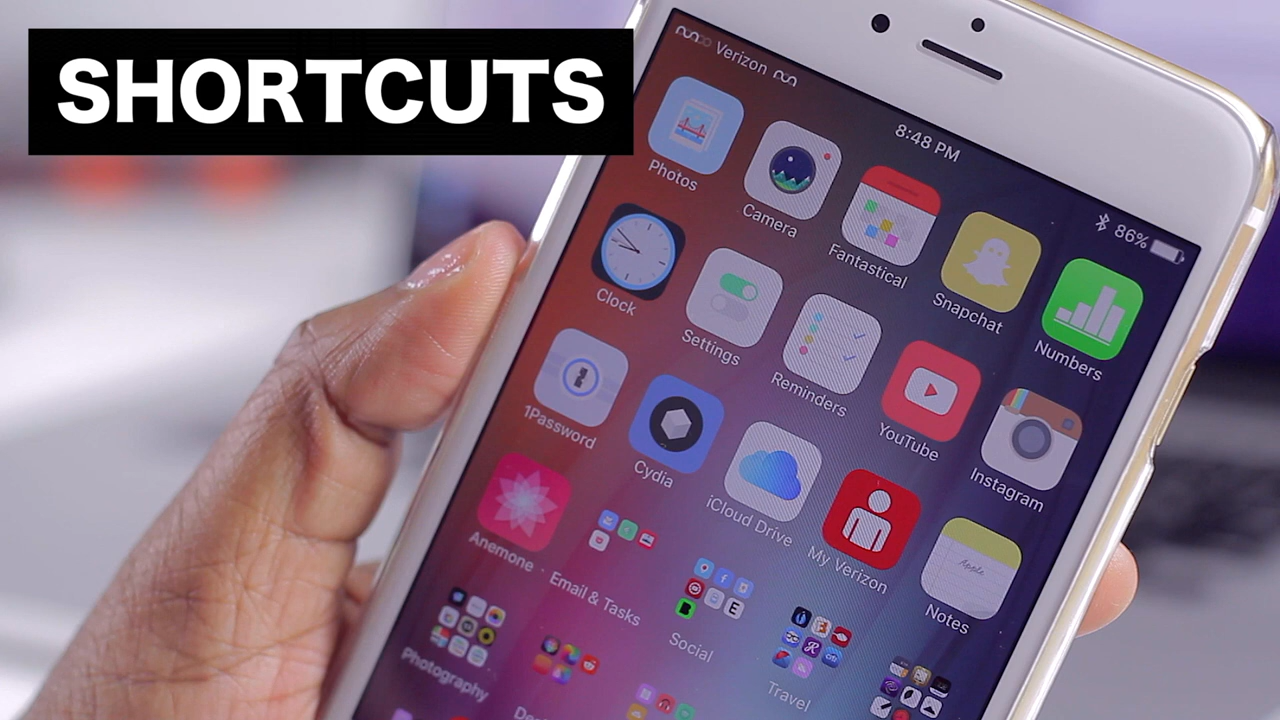 SHORTCUTS
Verizon
8:48 PM
86%
Photos
Camera
Fantastical
Snapchat
Numbers
Clock
Settings
Reminders
YouTube
Instagram
1Password
Cydia
iCloud Drive
My Verizon
Notes
Apple
Anemone
Email & Tasks
Social
Travel
Photography